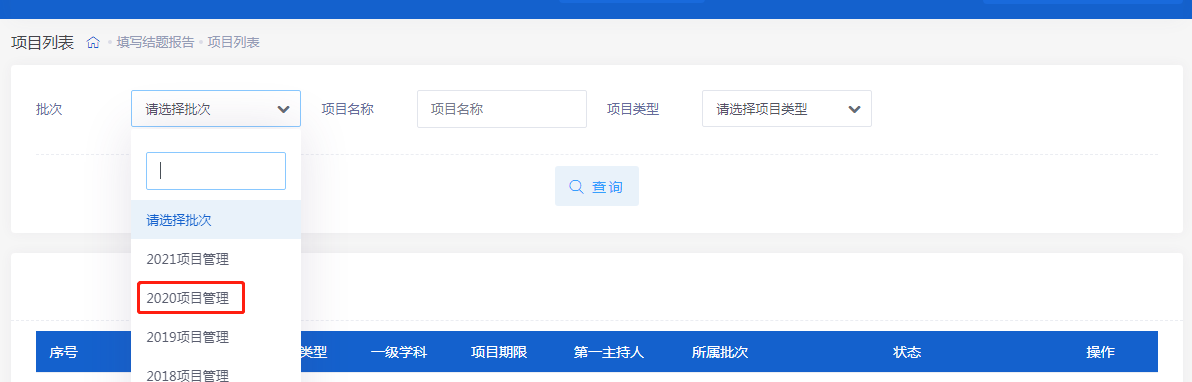 项目列表 填写结题报告 项目列表
批次 请选择批次 项目名称 项目名称 项目类型 请选择项目类型
查询
请选择批次
2021项目管理
2020项目管理
2019项目管理
2018项目管理
序号 类型 一级学科 项目期限 第一主持人 所属批次 状态 操作